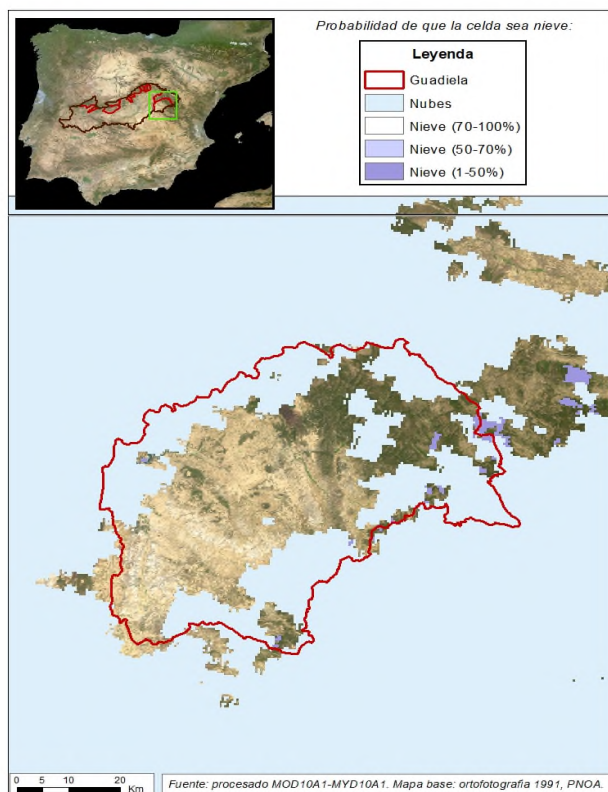 Probabilidad de que la celda sea nieve:
Leyenda
Guadiela
Nubes
Nieve (70-100%)
Nieve (50-70%)
Nieve (1-50%)
0 5 10 20
Km
Fuente: procesado MOD10A1-MYD10A1. Mapa base: ortofotografía 1991, PNOA.